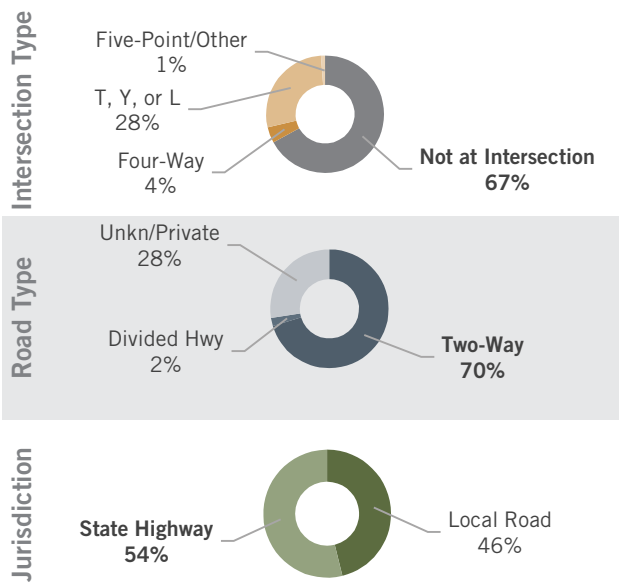 Intersection Type
Five-Point/Other
1%
T, Y, or L
28%
Four-Way
4%
Not at Intersection
67%
Road Type
Unkn/Private
28%
Divided Hwy
2%
Two-Way
70%
Jurisdiction
State Highway
54%
Local Road
46%